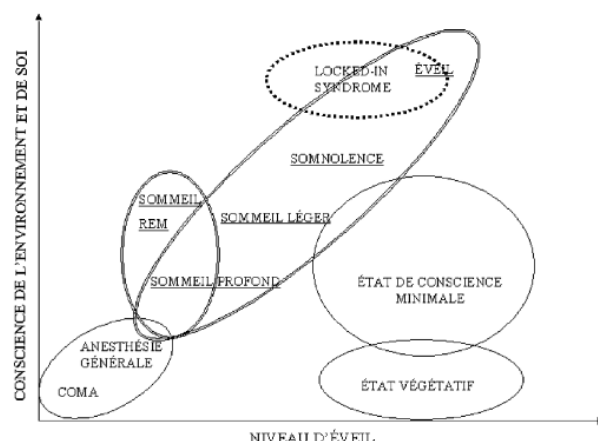 CONSCIENCE DE L'ENVIRONNEMENT ET DE SOI
LOCKED-IN
SYNDROME
ÉVEIL
SOMNOLENCE
SOMMEIL
REM
SOMMEIL LÉGER
SOMMEIL PROFOND
ÉTAT DE CONSCIENCE
MINIMALE
ANESTHÉSIE
GÉNÉRALE
COMA
ÉTAT VÉGÉTATIF
NIVEAU D'ÉVEIL